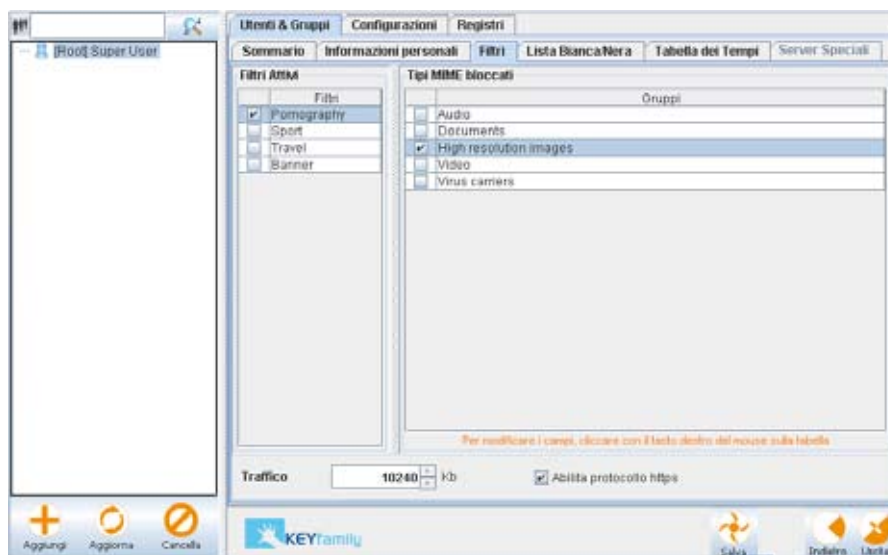 Utenti & Gruppi Configurazioni Registri
[Root] Super User
Sommario Informazioni personali Filtri Lista Bianca/Nera Tabella dei Tempi Server Speciali
Filtri Attivi
Tipi MIME bloccati
Filtri
Gruppi
Pornography
Sport
Travel
Banner
Audio
Documents
High resolution images
Video
Virus carriers
Per modificare i campi, cliccare con il tasto destro del mouse sulla tabella
Traffico 10240 Kb Abilita protocollo https
Aggiungi Aggiorna Cancella
KEYfamily
Salva Indietro